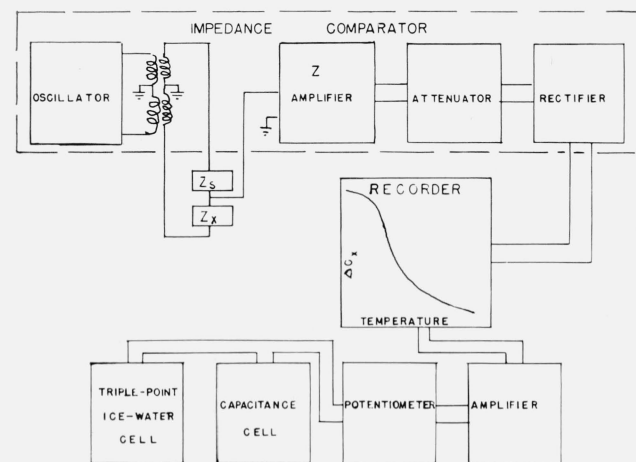 IMPEDANCE COMPARATOR
OSCILLATOR
Z
AMPLIFIER
ATTENUATOR
RECTIFIER
Zs
Zx
RECORDER
ΔCx
TEMPERATURE
TRIPLE-POINT
ICE-WATER
CELL
CAPACITANCE
CELL
POTENTIOMETER
AMPLIFIER